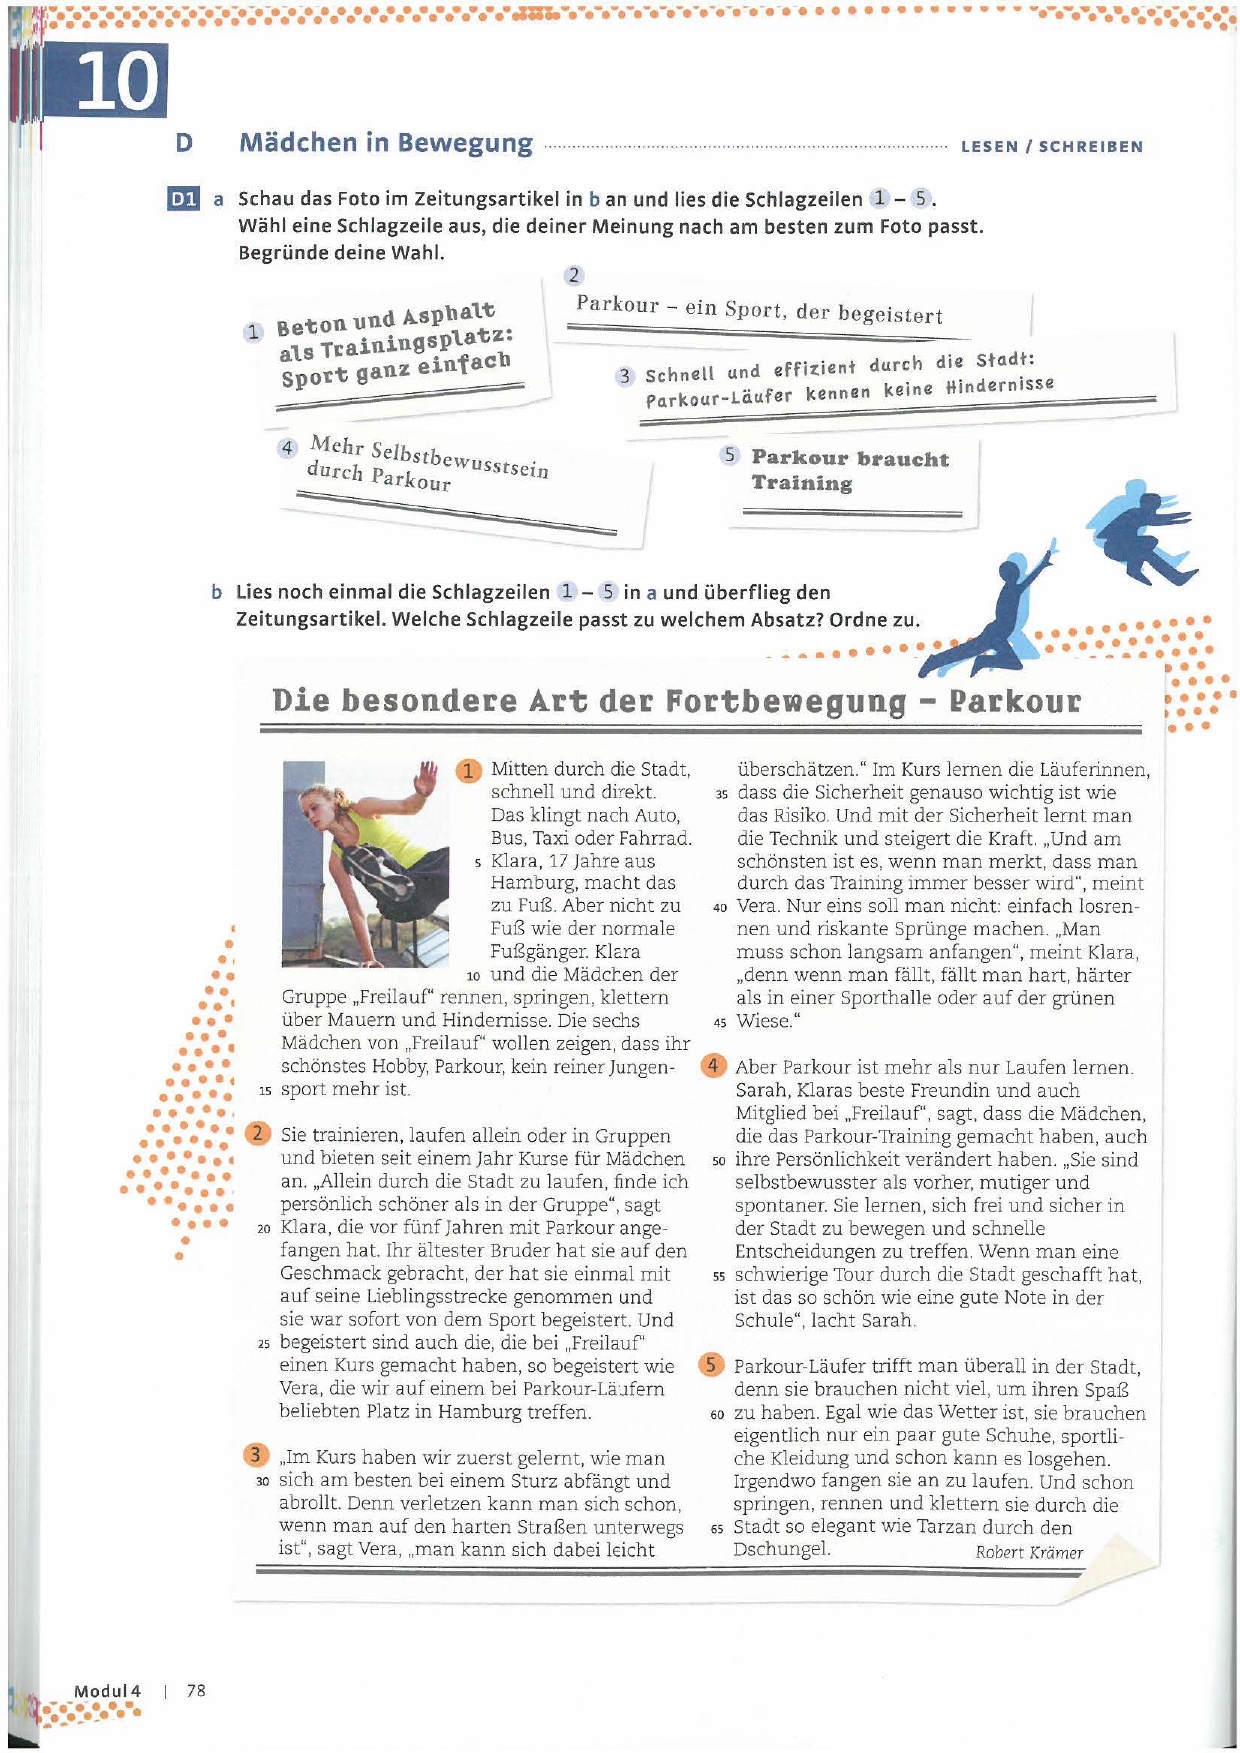 10
D Mädchen in Bewegung LESEN / SCHREIBEN
D1 a Schau das Foto im Zeitungsartikel in b an und lies die Schlagzeilen 1 – 5.
Wähl eine Schlagzeile aus, die deiner Meinung nach am besten zum Foto passt.
Begründe deine Wahl.
1 Beton und Asphalt
als Trainingsplatz:
Sport ganz einfach
2
Parkour – ein Sport, der begeistert
3 Schnell und effizient durch die Stadt:
Parkour-Läufer kennen keine Hindernisse
4 Mehr Selbstbewusstsein
durch Parkour
5 Parkour braucht
Training
b Lies noch einmal die Schlagzeilen 1 – 5 in a und überflieg den
Zeitungsartikel. Welche Schlagzeile passt zu welchem Absatz? Ordne zu.
Die besondere Art der Fortbewegung – Parkour
1 Mitten durch die Stadt,
schnell und direkt.
Das klingt nach Auto,
Bus, Taxi oder Fahrrad.
5 Klara, 17 Jahre aus
Hamburg, macht das
zu Fuß. Aber nicht zu
Fuß wie der normale
Fußgänger. Klara
10 und die Mädchen der
Gruppe „Freilauf“ rennen, springen, klettern
über Mauern und Hindernisse. Die sechs
Mädchen von „Freilauf“ wollen zeigen, dass ihr
schönstes Hobby, Parkour, kein reiner Jungen-
15 sport mehr ist.
2 Sie trainieren, laufen allein oder in Gruppen
und bieten seit einem Jahr Kurse für Mädchen
an. „Allein durch die Stadt zu laufen, finde ich
persönlich schöner als in der Gruppe“, sagt
20 Klara, die vor fünf Jahren mit Parkour ange-
fangen hat. Ihr ältester Bruder hat sie auf den
Geschmack gebracht, der hat sie einmal mit
auf seine Lieblingsstrecke genommen und
sie war sofort von dem Sport begeistert. Und
25 begeistert sind auch die, die bei „Freilauf“
einen Kurs gemacht haben, so begeistert wie
Vera, die wir auf einem bei Parkour-Läufern
beliebten Platz in Hamburg treffen.
3 „Im Kurs haben wir zuerst gelernt, wie man
30 sich am besten bei einem Sturz abfängt und
abrollt. Denn verletzen kann man sich schon,
wenn man auf den harten Straßen unterwegs
ist“, sagt Vera, „man kann sich dabei leicht
überschätzen.“ Im Kurs lernen die Läuferinnen,
35 dass die Sicherheit genauso wichtig ist wie
das Risiko. Und mit der Sicherheit lernt man
die Technik und steigert die Kraft. „Und am
schönsten ist es, wenn man merkt, dass man
durch das Training immer besser wird“, meint
40 Vera. Nur eins soll man nicht: einfach losren-
nen und riskante Sprünge machen. „Man
muss schon langsam anfangen“, meint Klara,
„denn wenn man fällt, fällt man hart, härter
als in einer Sporthalle oder auf der grünen
45 Wiese.“
4 Aber Parkour ist mehr als nur Laufen lernen.
Sarah, Klaras beste Freundin und auch
Mitglied bei „Freilauf“, sagt, dass die Mädchen,
die das Parkour-Training gemacht haben, auch
50 ihre Persönlichkeit verändert haben. „Sie sind
selbstbewusster als vorher, mutiger und
spontaner. Sie lernen, sich frei und sicher in
der Stadt zu bewegen und schnelle
Entscheidungen zu treffen. Wenn man eine
55 schwierige Tour durch die Stadt geschafft hat,
ist das so schön wie eine gute Note in der
Schule“, lacht Sarah.
5 Parkour-Läufer trifft man überall in der Stadt,
denn sie brauchen nicht viel, um ihren Spaß
60 zu haben. Egal wie das Wetter ist, sie brauchen
eigentlich nur ein paar gute Schuhe, sportli-
che Kleidung und schon kann es losgehen.
Irgendwo fangen sie an zu laufen. Und schon
springen, rennen und klettern sie durch die
65 Stadt so elegant wie Tarzan durch den
Dschungel. Robert Krämer
Modul 4 | 78